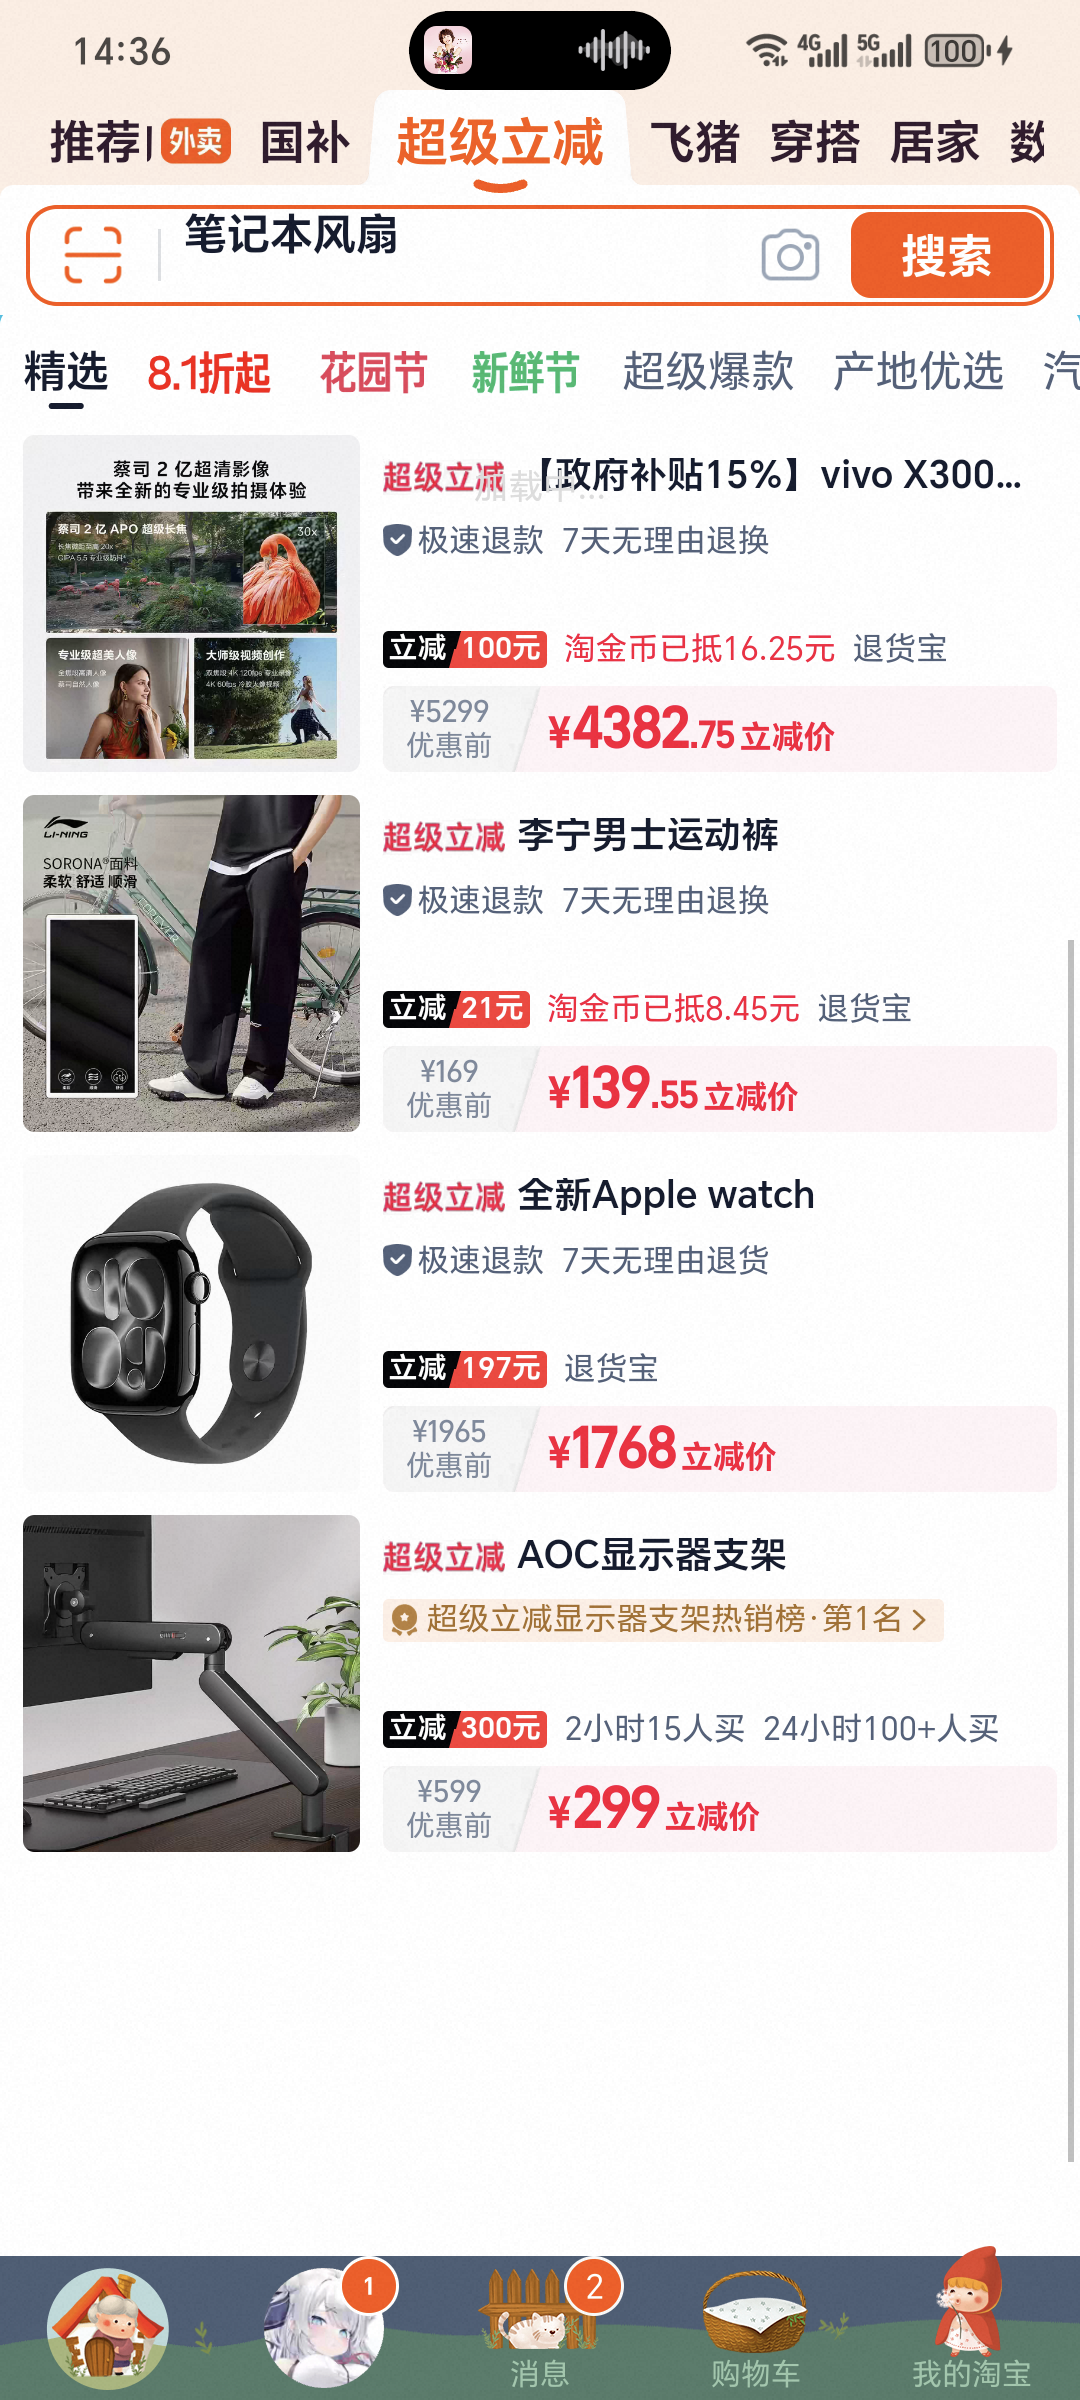 14:36
4G 5G 100
推荐 外卖 国补 超级立减 飞猪 穿搭 居家 数
笔记本风扇
搜索
精选 8.1折起 花园节 新鲜节 超级爆款 产地优选 汽
蔡司 2 亿超清影像
带来全新的专业级拍摄体验
蔡司 2 亿 APO 超级长焦
30x
专业级超美人像
大师级视频创作
超级立减 【政府补贴15%】vivo X300...
加载中...
极速退款 7天无理由退换
立减 100元 淘金币已抵16.25元 退货宝
¥5299
优惠前
¥4382.75 立减价
LI-NING
SORONA®面料
柔软 舒适 顺滑
超级立减 李宁男士运动裤
极速退款 7天无理由退换
立减 21元 淘金币已抵8.45元 退货宝
¥169
优惠前
¥139.55 立减价
超级立减 全新Apple watch
极速退款 7天无理由退货
立减 197元 退货宝
¥1965
优惠前
¥1768 立减价
超级立减 AOC显示器支架
超级立减显示器支架热销榜·第1名
立减 300元 2小时15人买 24小时100+人买
¥599
优惠前
¥299 立减价
1
2
消息 购物车 我的淘宝